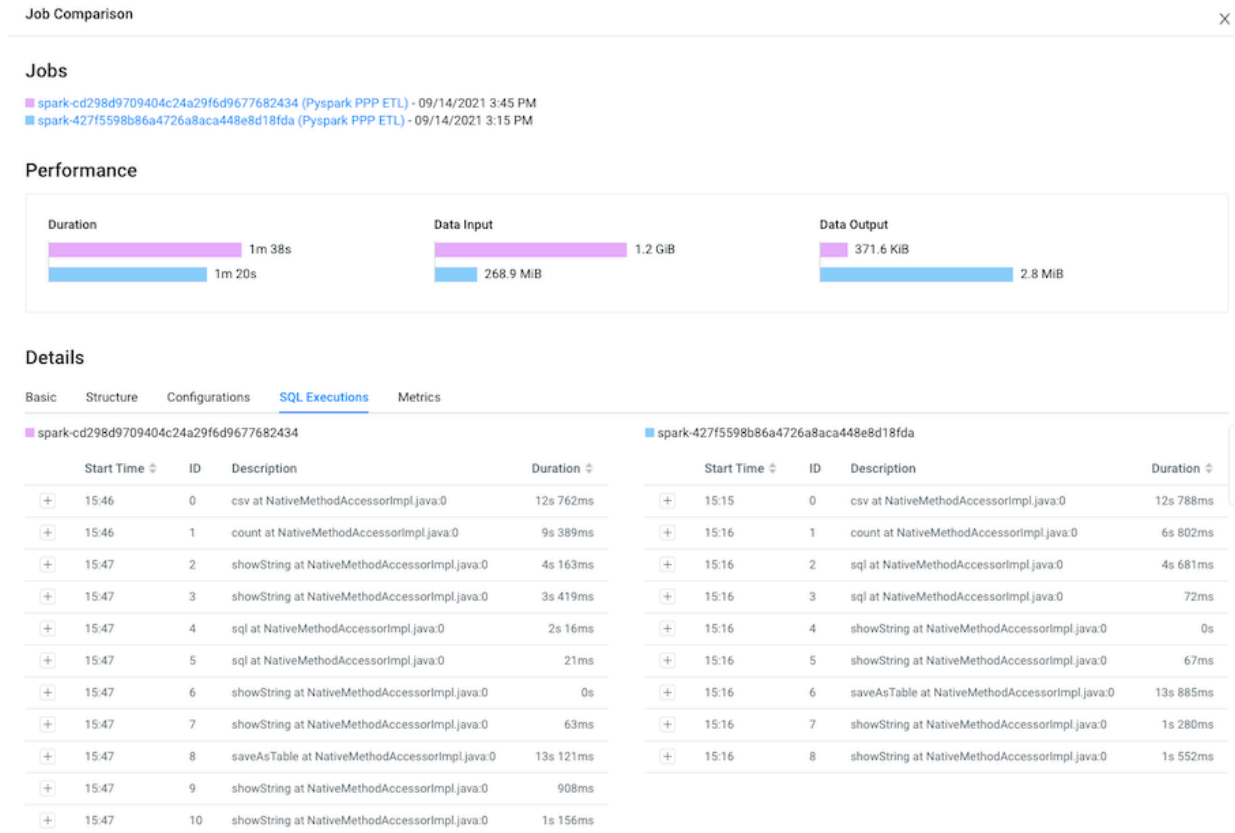 Job Comparison
X
Jobs
spark-cd298d9709404c24a29f6d9677682434 (Pyspark PPP ETL) - 09/14/2021 3:45 PM
spark-427f5598b86a4726a8aca448e8d18fda (Pyspark PPP ETL) - 09/14/2021 3:15 PM
Performance
Duration
1m 38s
1m 20s
Data Input
1.2 GiB
268.9 MiB
Data Output
371.6 KiB
2.8 MiB
Details
Basic Structure Configurations SQL Executions Metrics
spark-cd298d9709404c24a29f6d9677682434
Start Time ID Description Duration
+ 15:46 0 csv at NativeMethodAccessorImpl.java:0 12s 762ms
+ 15:46 1 count at NativeMethodAccessorImpl.java:0 9s 389ms
+ 15:47 2 showString at NativeMethodAccessorImpl.java:0 4s 163ms
+ 15:47 3 showString at NativeMethodAccessorImpl.java:0 3s 419ms
+ 15:47 4 sql at NativeMethodAccessorImpl.java:0 2s 16ms
+ 15:47 5 sql at NativeMethodAccessorImpl.java:0 21ms
+ 15:47 6 showString at NativeMethodAccessorImpl.java:0 0s
+ 15:47 7 showString at NativeMethodAccessorImpl.java:0 63ms
+ 15:47 8 saveAsTable at NativeMethodAccessorImpl.java:0 13s 121ms
+ 15:47 9 showString at NativeMethodAccessorImpl.java:0 908ms
+ 15:47 10 showString at NativeMethodAccessorImpl.java:0 1s 156ms
spark-427f5598b86a4726a8aca448e8d18fda
Start Time ID Description Duration
+ 15:15 0 csv at NativeMethodAccessorImpl.java:0 12s 788ms
+ 15:16 1 count at NativeMethodAccessorImpl.java:0 6s 802ms
+ 15:16 2 sql at NativeMethodAccessorImpl.java:0 4s 681ms
+ 15:16 3 sql at NativeMethodAccessorImpl.java:0 72ms
+ 15:16 4 showString at NativeMethodAccessorImpl.java:0 0s
+ 15:16 5 showString at NativeMethodAccessorImpl.java:0 67ms
+ 15:16 6 saveAsTable at NativeMethodAccessorImpl.java:0 13s 885ms
+ 15:16 7 showString at NativeMethodAccessorImpl.java:0 1s 280ms
+ 15:16 8 showString at NativeMethodAccessorImpl.java:0 1s 552ms